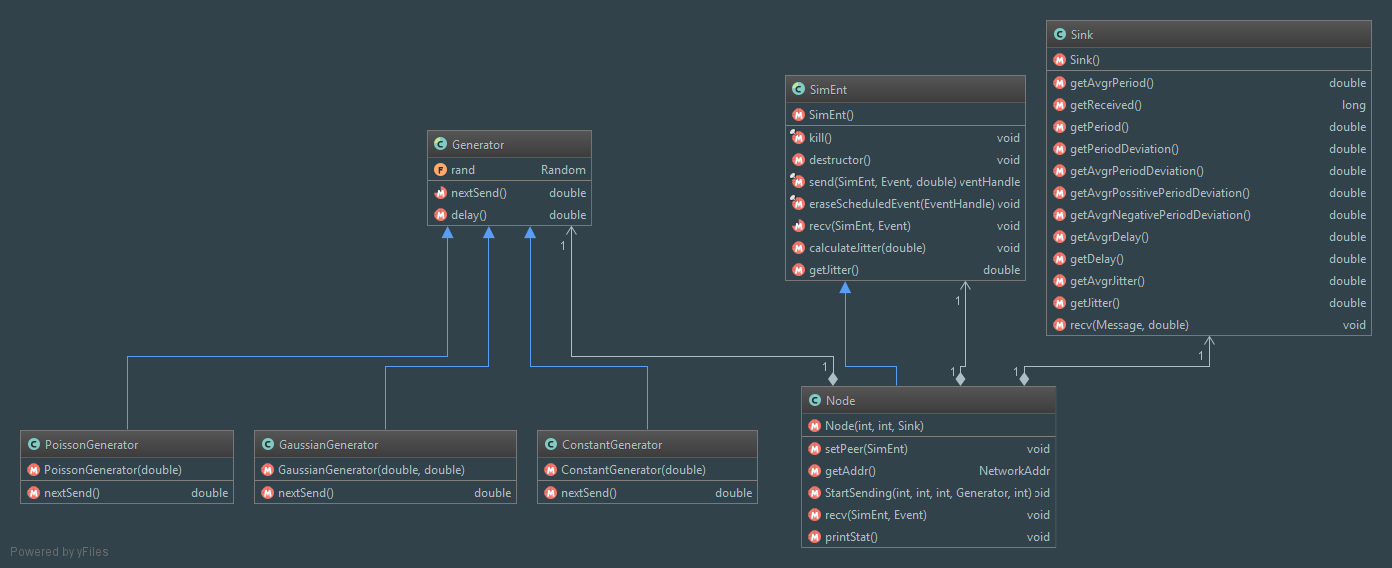 Sink
Sink()
getAvgrPeriod() double
getReceived() long
getPeriod() double
getPeriodDeviation() double
getAvgrPeriodDeviation() double
getAvgrPossitivePeriodDeviation() double
getAvgrNegativePeriodDeviation() double
getAvgrDelay() double
getDelay() double
getAvgrJitter() double
getJitter() double
recv(Message, double) void
1
SimEnt
SimEnt()
kill() void
destructor() void
send(SimEnt, Event, double) ventHandle
eraseScheduledEvent(EventHandle) void
recv(SimEnt, Event) void
calculateJitter(double) void
getJitter() double
1
Generator
rand Random
nextSend() double
delay() double
1
1
1
1
Node
Node(int, int, Sink)
setPeer(SimEnt) void
getAddr() NetworkAddr
StartSending(int, int, int, Generator, int) oid
recv(SimEnt, Event) void
printStat() void
PoissonGenerator
PoissonGenerator(double)
nextSend() double
GaussianGenerator
GaussianGenerator(double, double)
nextSend() double
ConstantGenerator
ConstantGenerator(double)
nextSend() double
Powered by yFiles